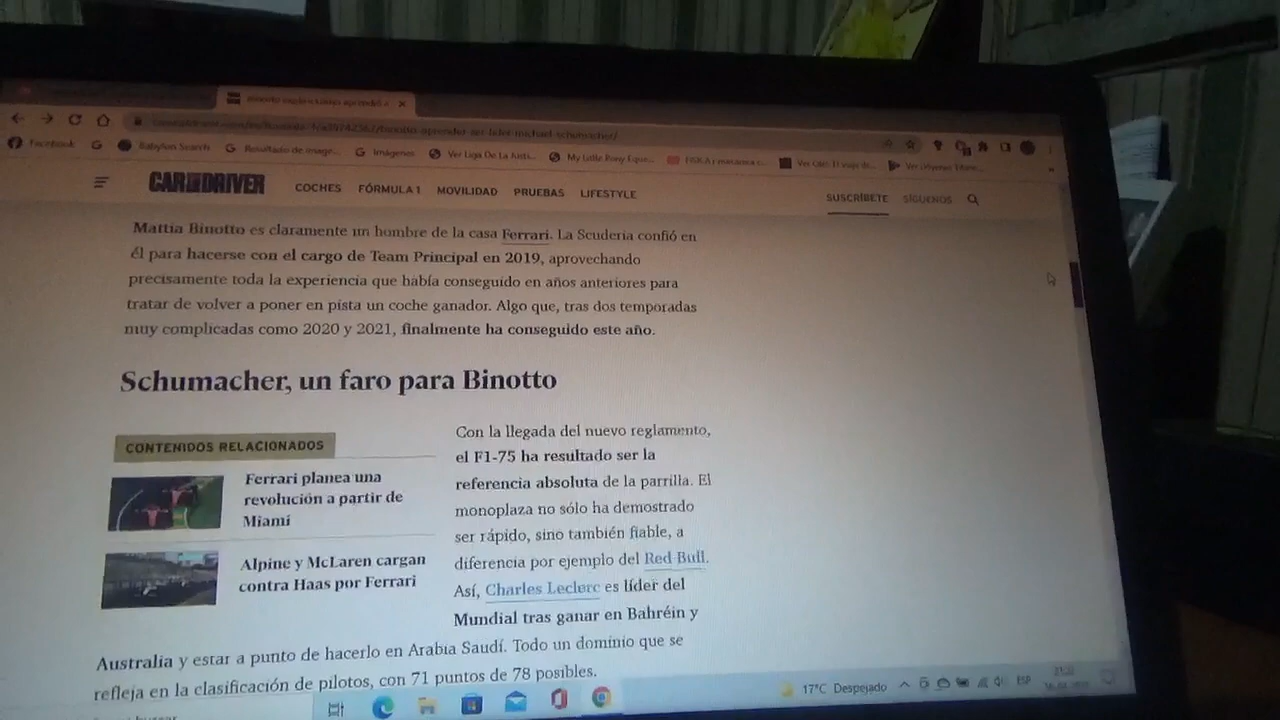 Facebook
Babylon Search
Resultado de image...
Imágenes
Ver Liga De La Justi...
My Little Pony Eque...
CAR AND DRIVER
COCHES FÓRMULA 1 MOVILIDAD PRUEBAS LIFESTYLE
SUSCRÍBETE SÍGUENOS
Mattia Binotto es claramente un hombre de la casa Ferrari. La Scuderia confió en
él para hacerse con el cargo de Team Principal en 2019, aprovechando
precisamente toda la experiencia que había conseguido en años anteriores para
tratar de volver a poner en pista un coche ganador. Algo que, tras dos temporadas
muy complicadas como 2020 y 2021, finalmente ha conseguido este año.
Schumacher, un faro para Binotto
CONTENIDOS RELACIONADOS
Ferrari planea una
revolución a partir de
Miami
Alpine y McLaren cargan
contra Haas por Ferrari
Con la llegada del nuevo reglamento,
el F1-75 ha resultado ser la
referencia absoluta de la parrilla. El
monoplaza no sólo ha demostrado
ser rápido, sino también fiable, a
diferencia por ejemplo del Red Bull.
Así, Charles Leclerc es líder del
Mundial tras ganar en Bahréin y
Australia y estar a punto de hacerlo en Arabia Saudí. Todo un dominio que se
refleja en la clasificación de pilotos, con 71 puntos de 78 posibles.
17°C Despejado
ESP